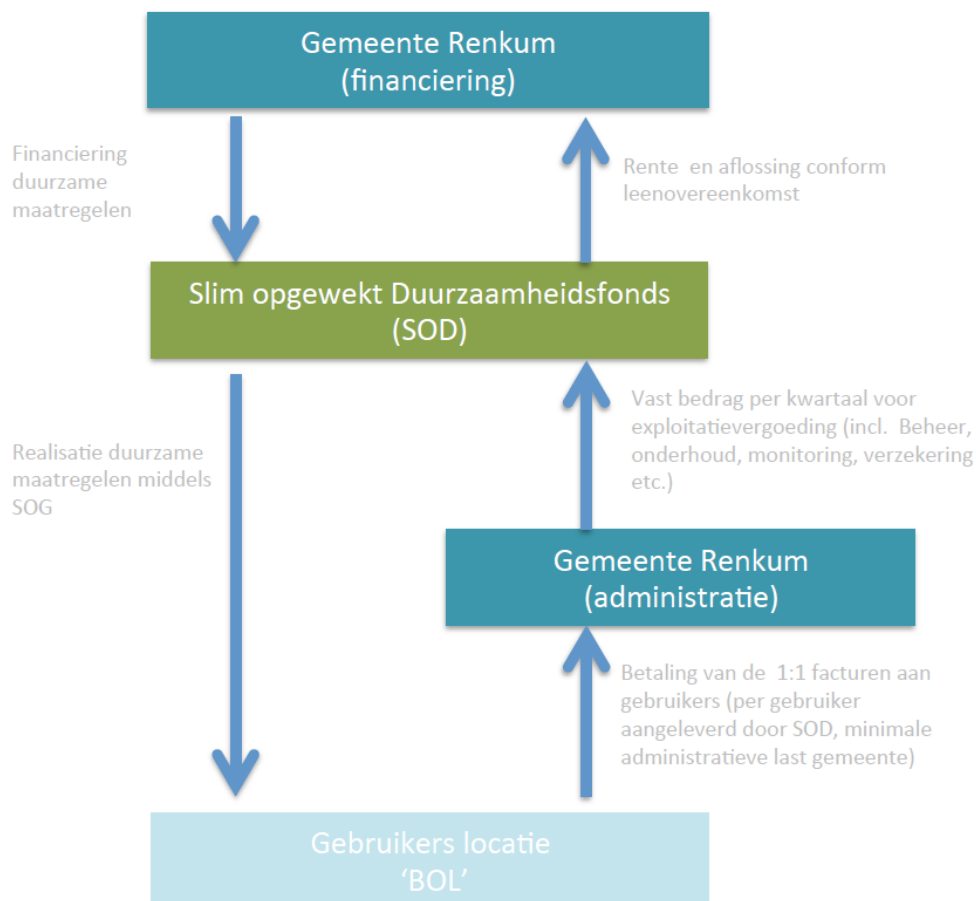 Gemeente Renkum
(financiering)
Financiering
duurzame
maatregelen
Rente en aflossing conform
leenovereenkomst
Slim opgewekt Duurzaamheidsfonds
(SOD)
Realisatie duurzame
maatregelen middels
SOG
Vast bedrag per kwartaal voor
exploitatievergoeding (incl. Beheer,
onderhoud, monitoring, verzekering
etc.)
Gemeente Renkum
(administratie)
Betaling van de 1:1 facturen aan
gebruikers (per gebruiker
aangeleverd door SOD, minimale
administratieve last gemeente)
Gebruikers locatie
‘BOL’